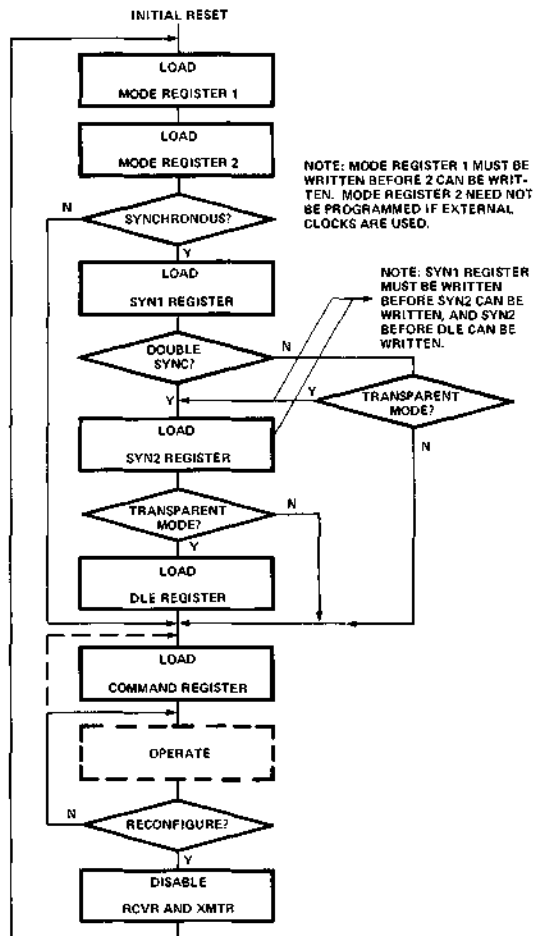 INITIAL RESET
LOAD
MODE REGISTER 1
LOAD
MODE REGISTER 2
NOTE: MODE REGISTER 1 MUST BE
WRITTEN BEFORE 2 CAN BE WRIT-
TEN. MODE REGISTER 2 NEED NOT
BE PROGRAMMED IF EXTERNAL
CLOCKS ARE USED.
N
SYNCHRONOUS?
Y
LOAD
SYN1 REGISTER
NOTE: SYN1 REGISTER
MUST BE WRITTEN
BEFORE SYN2 CAN BE
WRITTEN, AND SYN2
BEFORE DLE CAN BE
WRITTEN.
DOUBLE
SYNC?
N
Y
Y
TRANSPARENT
MODE?
N
LOAD
SYN2 REGISTER
TRANSPARENT
MODE?
N
Y
LOAD
DLE REGISTER
LOAD
COMMAND REGISTER
OPERATE
N
RECONFIGURE?
Y
DISABLE
RCVR AND XMTR